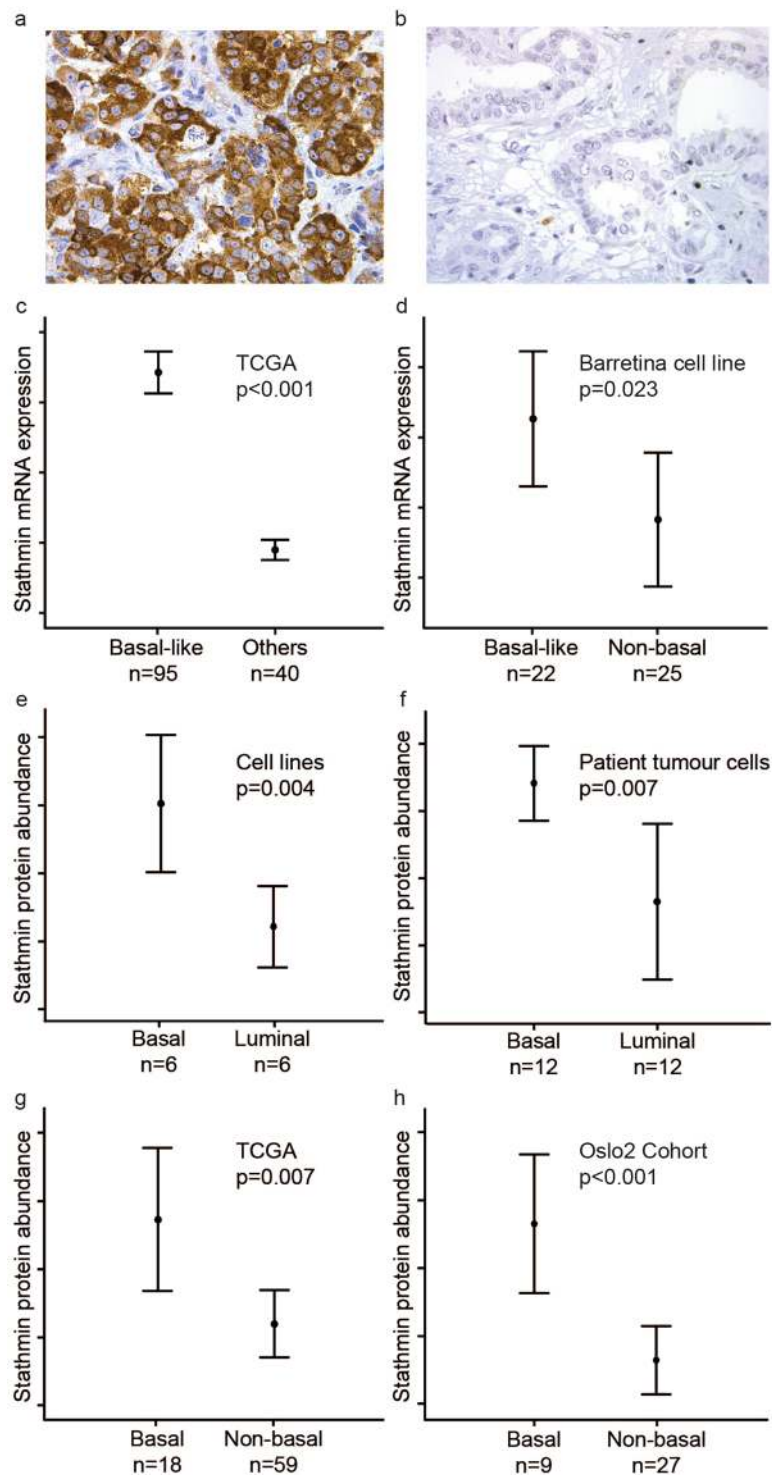 a
b
c
Stathmin mRNA expression
TCGA
p<0.001
Basal-like Others
n=95 n=40
d
Stathmin mRNA expression
Barretina cell line
p=0.023
Basal-like Non-basal
n=22 n=25
e
Stathmin protein abundance
Cell lines
p=0.004
Basal Luminal
n=6 n=6
f
Stathmin protein abundance
Patient tumour cells
p=0.007
Basal Luminal
n=12 n=12
g
Stathmin protein abundance
TCGA
p=0.007
Basal Non-basal
n=18 n=59
h
Stathmin protein abundance
Oslo2 Cohort
p<0.001
Basal Non-basal
n=9 n=27